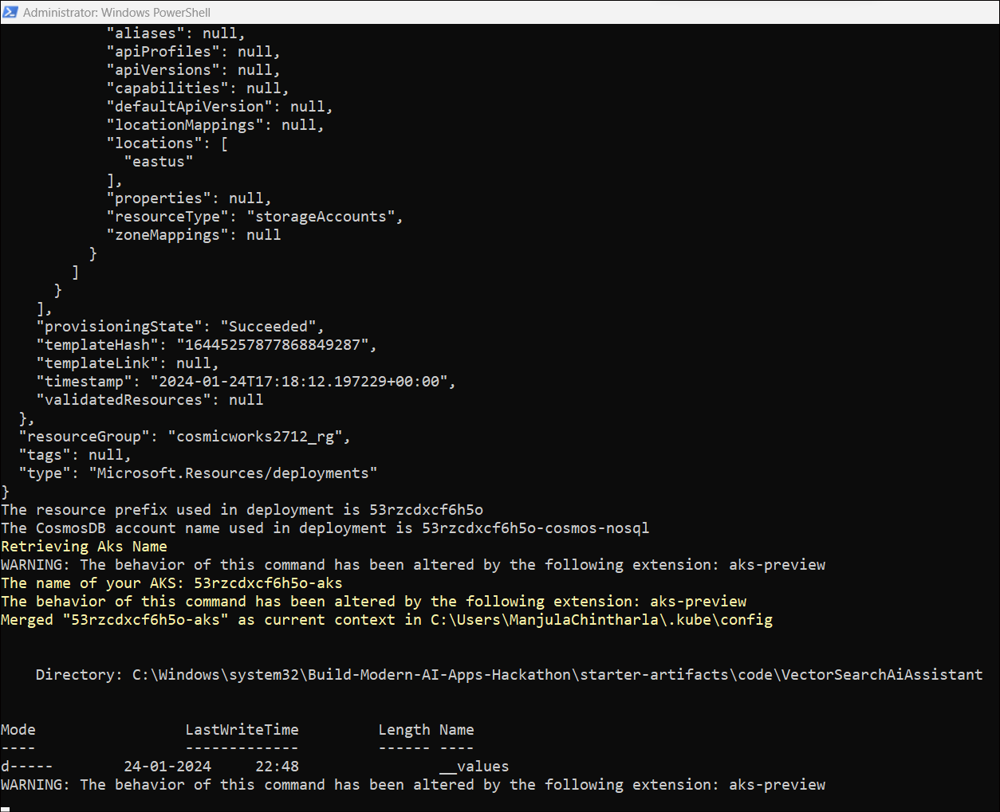 Administrator: Windows PowerShell
"aliases": null,
"apiProfiles": null,
"apiVersions": null,
"capabilities": null,
"defaultApiVersion": null,
"locationMappings": null,
"locations": [
"eastus"
],
"properties": null,
"resourceType": "storageAccounts",
"zoneMappings": null
}
]
}
],
"provisioningState": "Succeeded",
"templateHash": "16445257877868849287",
"templateLink": null,
"timestamp": "2024-01-24T17:18:12.197229+00:00",
"validatedResources": null
},
"resourceGroup": "cosmicworks2712_rg",
"tags": null,
"type": "Microsoft.Resources/deployments"
}
The resource prefix used in deployment is 53rzcdxcf6h5o
The CosmosDB account name used in deployment is 53rzcdxcf6h5o-cosmos-nosql
Retrieving Aks Name
WARNING: The behavior of this command has been altered by the following extension: aks-preview
The name of your AKS: 53rzcdxcf6h5o-aks
The behavior of this command has been altered by the following extension: aks-preview
Merged "53rzcdxcf6h5o-aks" as current context in C:\Users\ManjulaChintharla\.kube\config
Directory: C:\Windows\system32\Build-Modern-AI-Apps-Hackathon\starter-artifacts\code\VectorSearchAiAssistant
Mode LastWriteTime Length Name
---- ------------- ------ ----
d----- 24-01-2024 22:48 __values
WARNING: The behavior of this command has been altered by the following extension: aks-preview